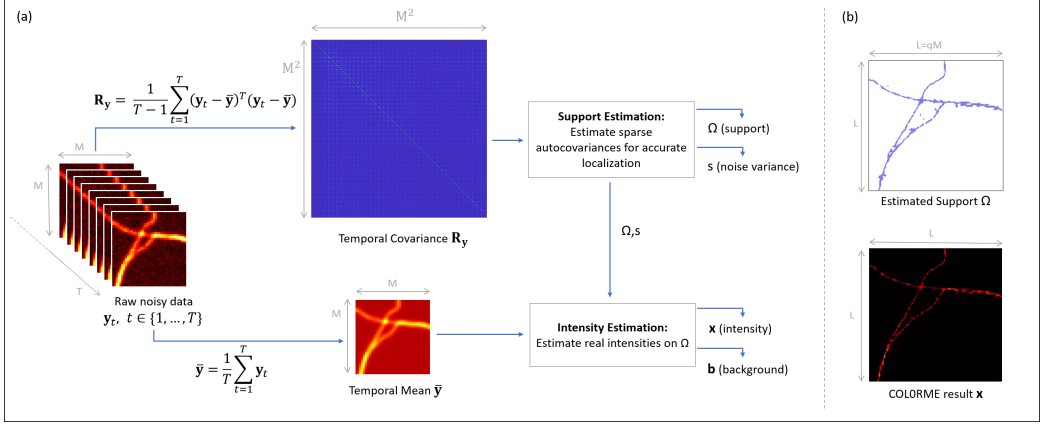 (a)
M²
M²
R_y = 1/(T − 1) ∑_{t=1}^{T} (y_t − ȳ)^T (y_t − ȳ)
M
M
T
Raw noisy data
y_t, t ∈ {1, …, T}
ȳ = 1/T ∑_{t=1}^{T} y_t
Temporal Covariance R_y
M
M
Temporal Mean ȳ
Support Estimation:
Estimate sparse
autocovariances for accurate
localization
Ω (support)
s (noise variance)
Ω,s
Intensity Estimation:
Estimate real intensities on Ω
x (intensity)
b (background)
(b)
L=qM
L
Estimated Support Ω
L
L
COL0RME result x